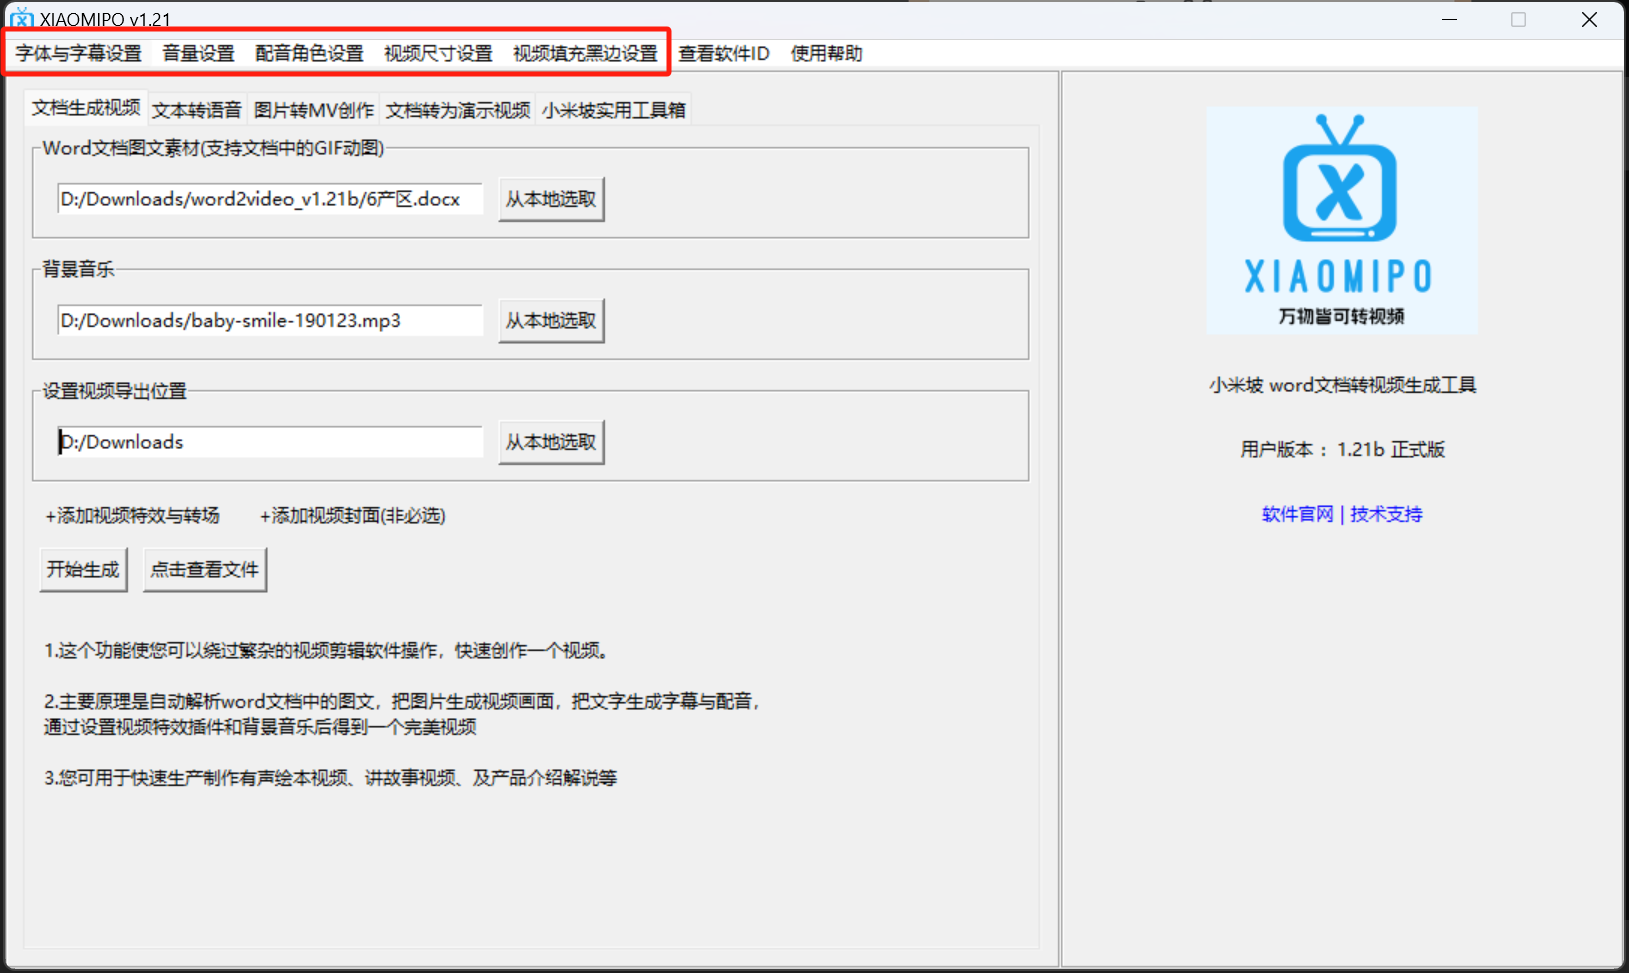 XIAOMIPO v1.21
字体与字幕设置 音量设置 配音角色设置 视频尺寸设置 视频填充黑边设置 查看软件ID 使用帮助
文档生成视频 文本转语音 图片转MV创作 文档转为演示视频 小米坡实用工具箱
Word文档图文素材(支持文档中的GIF动图)
D:/Downloads/word2video_v1.21b/6产区.docx 从本地选取
背景音乐
D:/Downloads/baby-smile-190123.mp3 从本地选取
设置视频导出位置
D:/Downloads 从本地选取
+添加视频特效与转场 +添加视频封面(非必选)
开始生成 点击查看文件
1.这个功能使您可以绕过繁杂的视频剪辑软件操作，快速创作一个视频。
2.主要原理是自动解析word文档中的图文，把图片生成视频画面，把文字生成字幕与配音，
通过设置视频特效插件和背景音乐后得到一个完美视频
3.您可用于快速生产制作有声绘本视频、讲故事视频、及产品介绍解说等
X
XIAOMIPO
万物皆可转视频
小米坡 word文档转视频生成工具
用户版本 ：1.21b 正式版
软件官网 | 技术支持